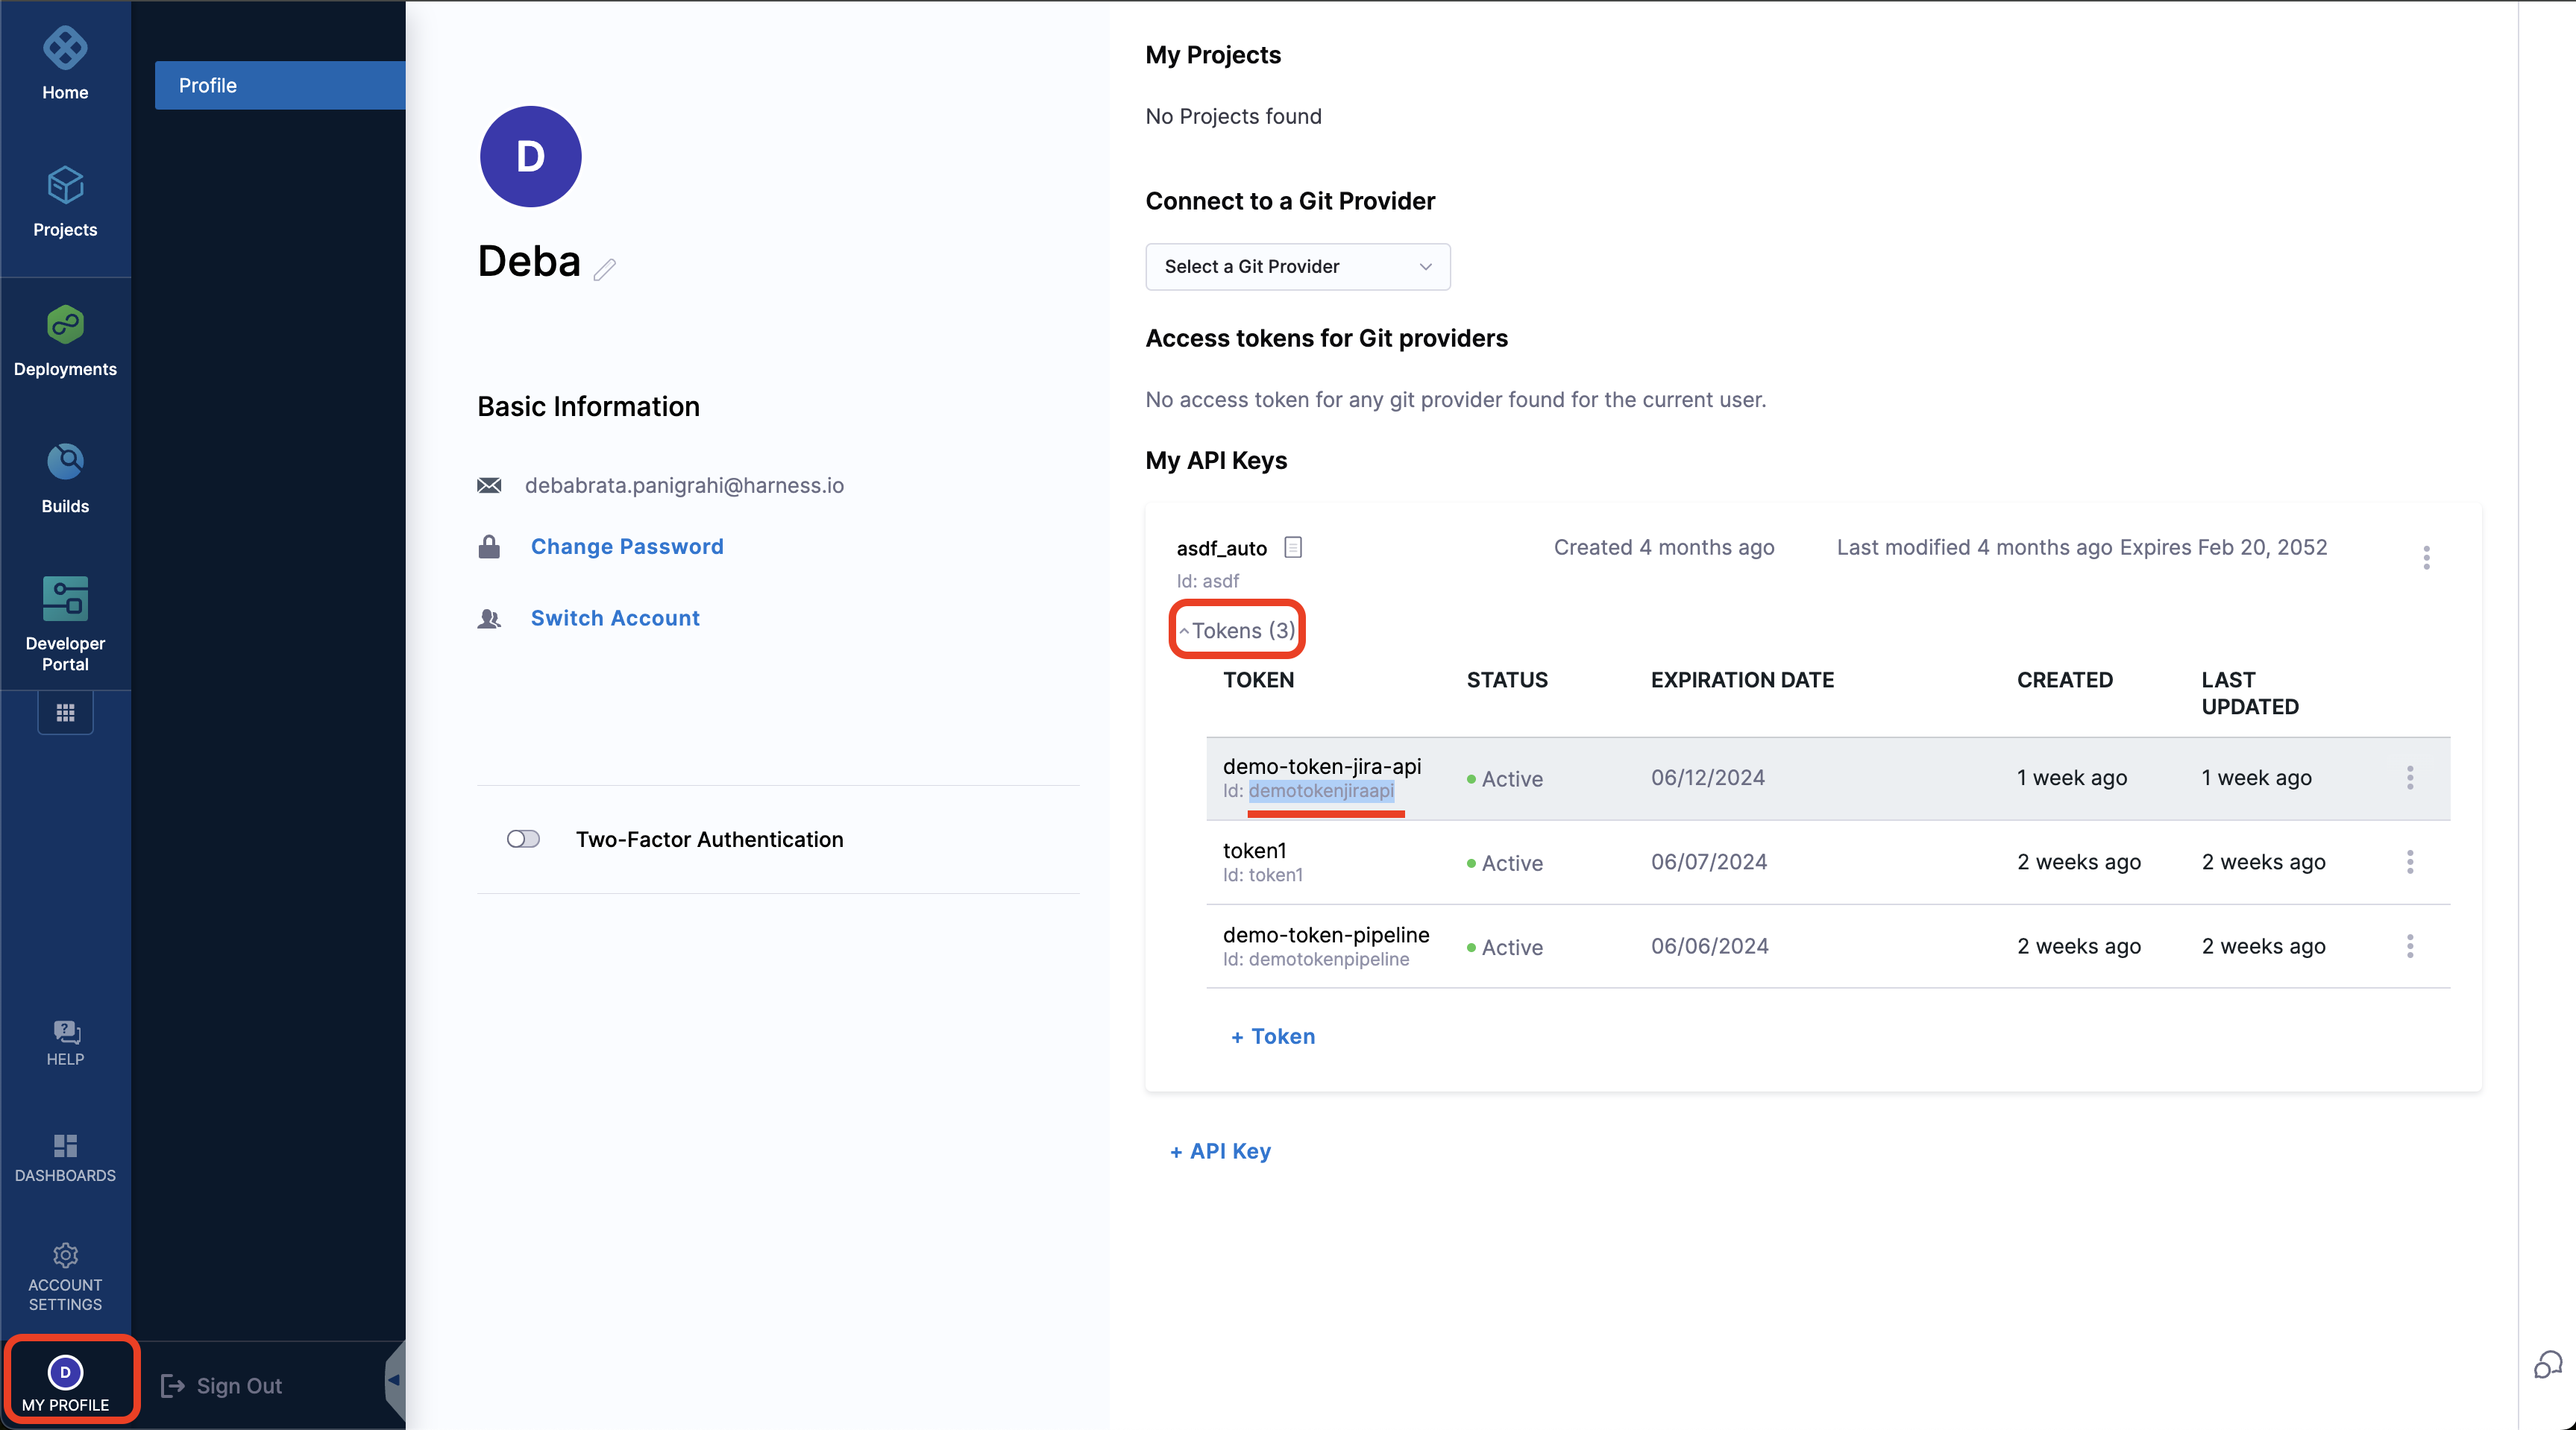 Home
Projects
Deployments
Builds
Developer
Portal
HELP
DASHBOARDS
ACCOUNT
SETTINGS
D
MY PROFILE
Profile
Sign Out
D
Deba
Basic Information
debabrata.panigrahi@harness.io
Change Password
Switch Account
Two-Factor Authentication
My Projects
No Projects found
Connect to a Git Provider
Select a Git Provider
Access tokens for Git providers
No access token for any git provider found for the current user.
My API Keys
asdf_auto Created 4 months ago Last modified 4 months ago Expires Feb 20, 2052
Id: asdf
Tokens (3)
TOKEN STATUS EXPIRATION DATE CREATED LAST UPDATED
demo-token-jira-api Active 06/12/2024 1 week ago 1 week ago
Id: demotokenjiraapi
token1 Active 06/07/2024 2 weeks ago 2 weeks ago
Id: token1
demo-token-pipeline Active 06/06/2024 2 weeks ago 2 weeks ago
Id: demotokenpipeline
+ Token
+ API Key